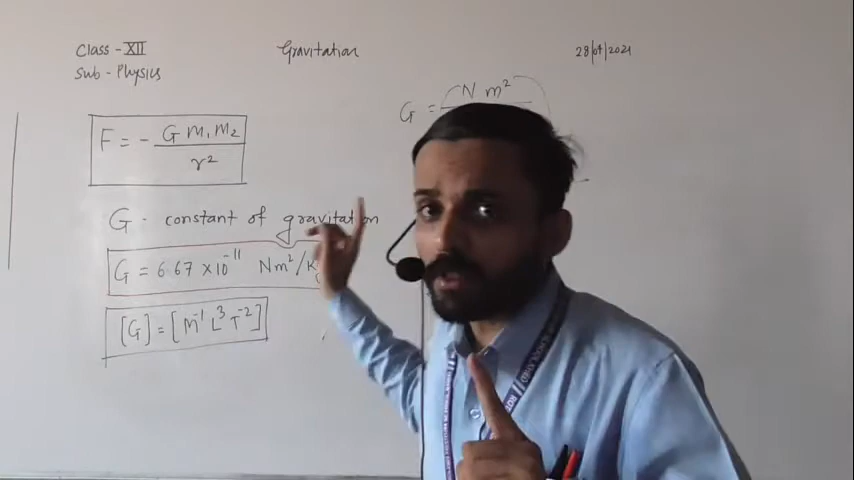 Class - XII
Gravitation
28/04/2021
Sub - Physics
G = N m²
F = - G m₁ m₂ / r²
G - constant of gravitation
G = 6.67 × 10⁻¹¹ Nm²/K
[G] = [M⁻¹ L³ T⁻²]